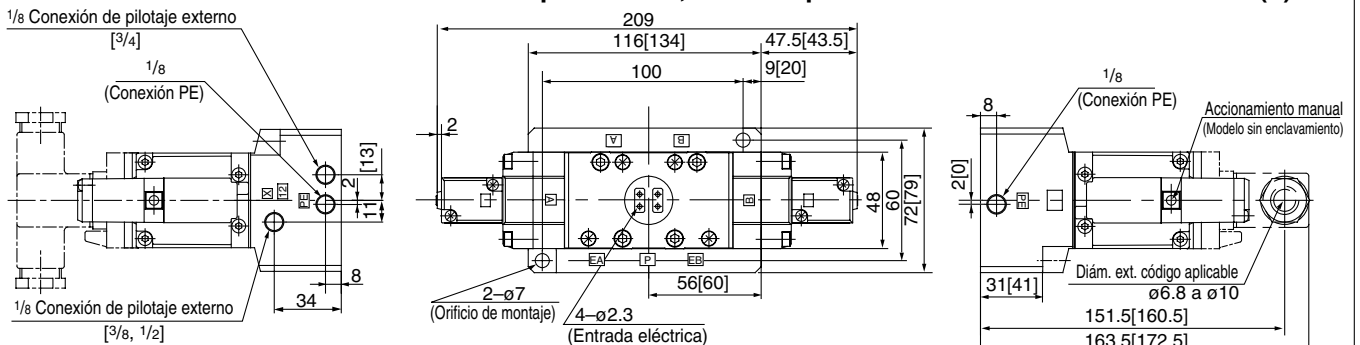 (
1/8 Conexión de pilotaje externo
[3/4]
1/8
(Conexión PE)
[13]
2
11
X
12
PE
8
34
1/8 Conexión de pilotaje externo
[3/8, 1/2]
209
116[134]
47.5[43.5]
100
9[20]
2
A
B
A
B
48
60
72[79]
EA
P
EB
56[60]
2–ø7
(Orificio de montaje)
4–ø2.3
(Entrada eléctrica)
1/8
(Conexión PE)
8
Accionamiento manual
(Modelo sin enclavamiento)
2[0]
PE
Diám. ext. código aplicable
ø6.8 a ø10
31[41]
151.5[160.5]
163.5[172.5]